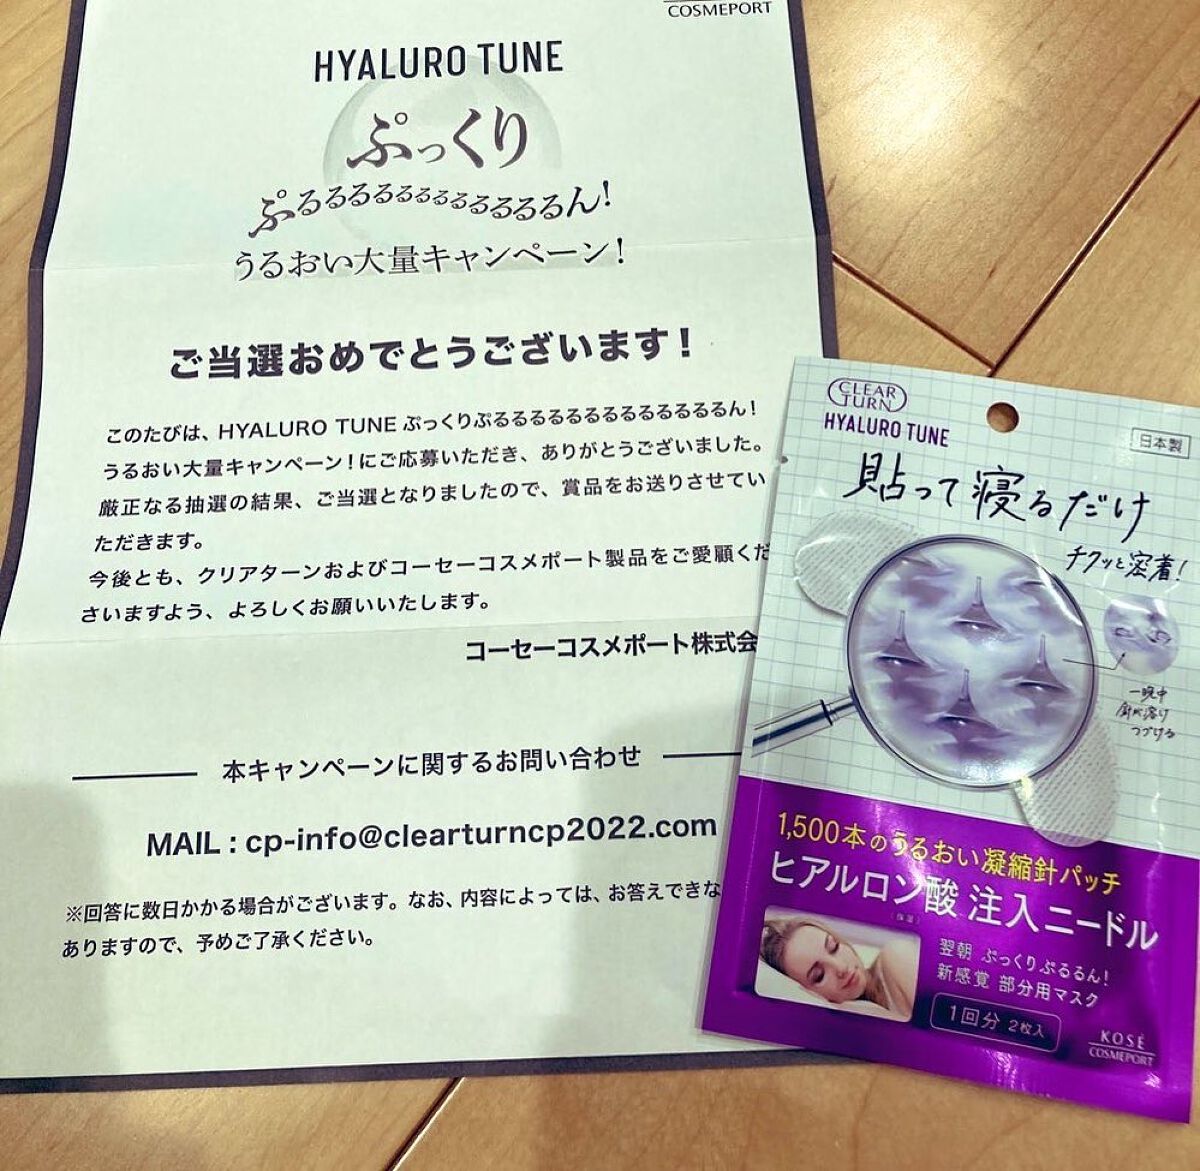 COSMEPORT
HYALURO TUNE
ぷっくり
ぷるるるるるるるるるるるるん!
うるおい大量キャンペーン!
ご当選おめでとうございます!
このたびは、HYALURO TUNE ぷっくりぷるるるるるるるるるるるるん!
うるおい大量キャンペーン!にご応募いただき、ありがとうございました。
厳正なる抽選の結果、ご当選となりましたので、賞品をお送りさせてい
ただきます。
今後とも、クリアターンおよびコーセーコスメポート製品をご愛顧くだ
さいますよう、よろしくお願いいたします。
コーセーコスメポート株式会
本キャンペーンに関するお問い合わせ
MAIL : cp-info@clearturncp2022.com
※回答に数日かかる場合がございます。なお、内容によっては、お答えできな
ありますので、予めご了承ください。
CLEAR
TURN
HYALURO TUNE
日本製
貼って寝るだけ
チクッと密着!
一晩中
針が溶け
つづける
1,500本のうるおい凝縮針パッチ
ヒアルロン酸 注入ニードル
(保湿)
翌朝 ぷっくりぷるるん!
新感覚 部分用マスク
1回分 2枚入
KOSÉ
COSMEPORT